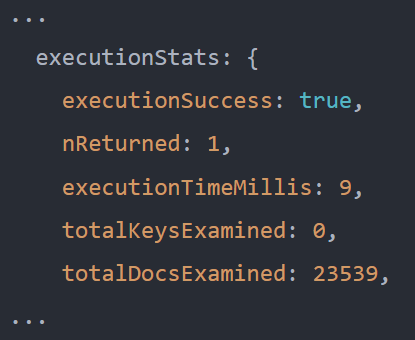 ...
executionStats: {
executionSuccess: true,
nReturned: 1,
executionTimeMillis: 9,
totalKeysExamined: 0,
totalDocsExamined: 23539,
...